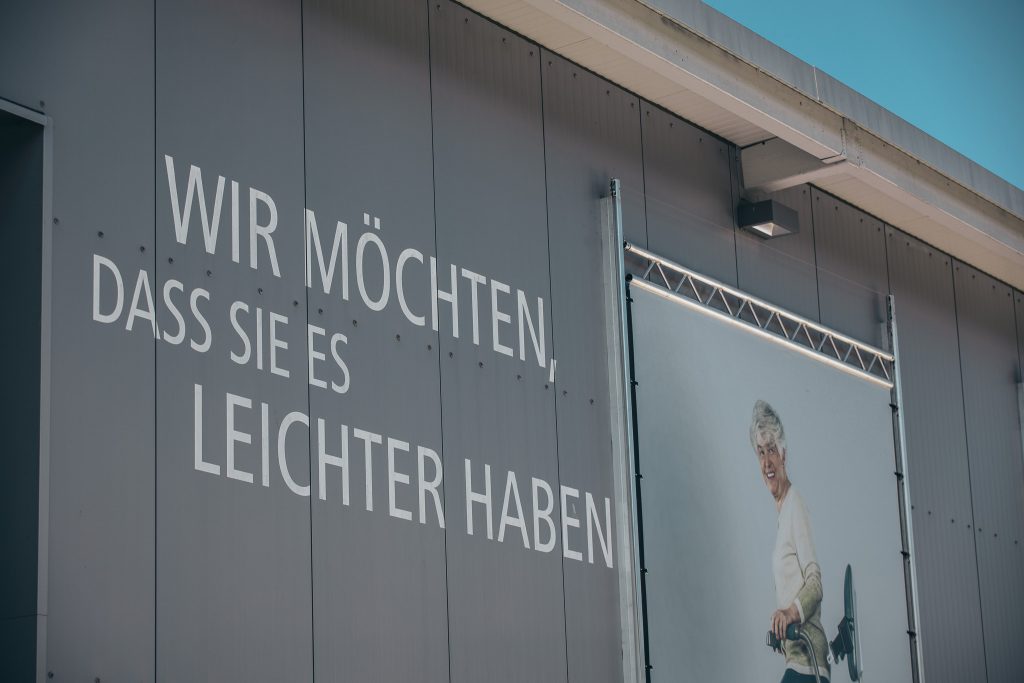 WIR MÖCHTEN,
DASS SIE ES
LEICHTER HABEN